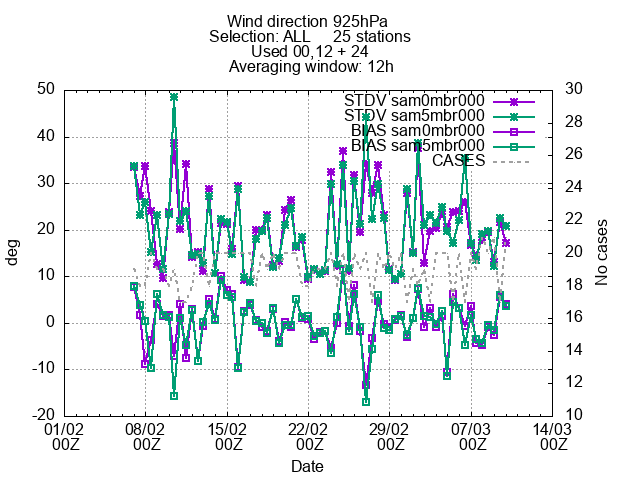 Wind direction 925hPa
Selection: ALL 25 stations
Used 00,12 + 24
Averaging window: 12h
STDV sam0mbr000
STDV sam5mbr000
BIAS sam0mbr000
BIAS sam5mbr000
CASES
50
40
30
20
10
0
-10
-20
deg
30
28
26
24
22
20
18
16
14
12
10
No cases
01/02 08/02 15/02 22/02 29/02 07/03 14/03
00Z 00Z 00Z 00Z 00Z 00Z 00Z
Date